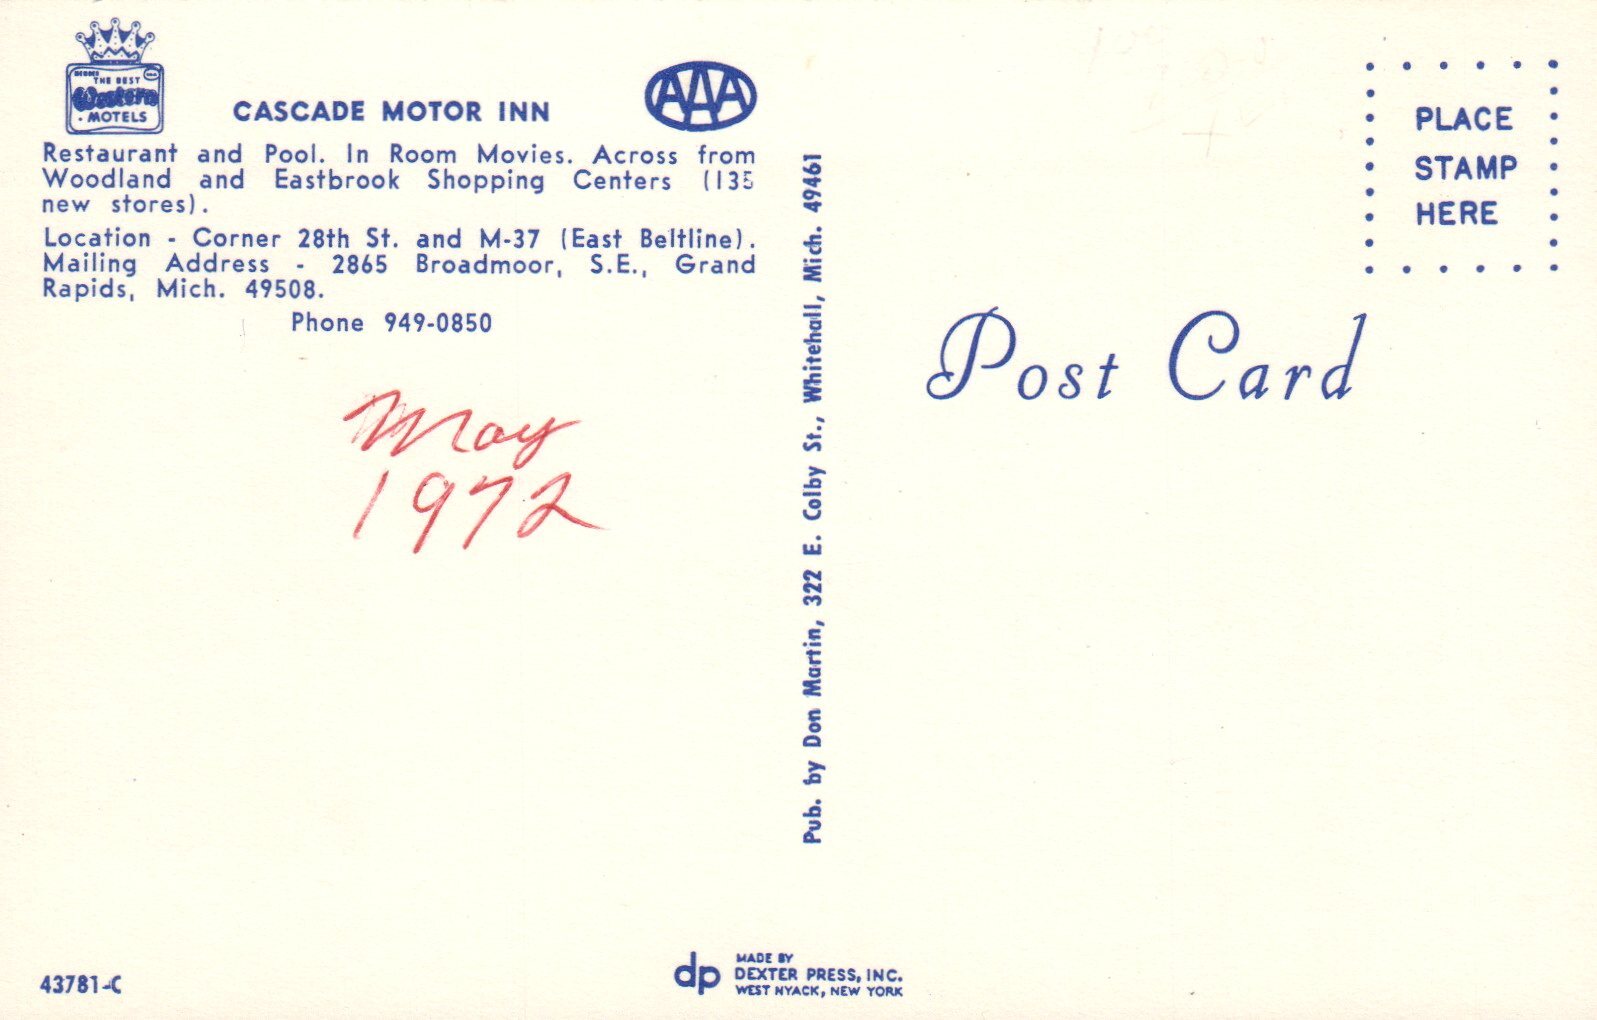 THE BEST
Western
MOTELS
CASCADE MOTOR INN
AAA
Restaurant and Pool. In Room Movies. Across from
Woodland and Eastbrook Shopping Centers (135
new stores).
Location - Corner 28th St. and M-37 (East Beltline).
Mailing Address - 2865 Broadmoor, S.E., Grand
Rapids, Mich. 49508.
Phone 949-0850
May
1972
43781-C
Pub. by Don Martin, 322 E. Colby St., Whitehall, Mich. 49461
dp
MADE BY
DEXTER PRESS, INC.
WEST NYACK, NEW YORK
PLACE
STAMP
HERE
Post Card